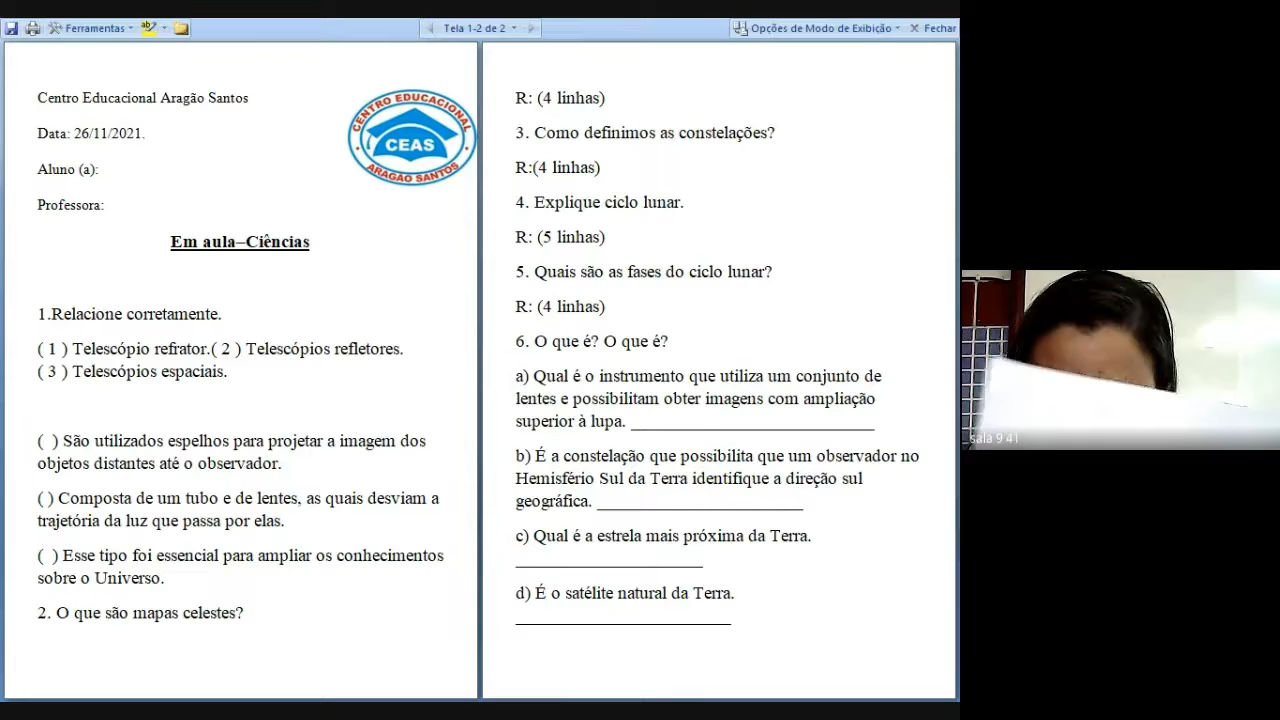 Ferramentas
Tela 1-2 de 2
Opções de Modo de Exibição
Fechar
Centro Educacional Aragão Santos
Data: 26/11/2021.
Aluno (a):
Professora:
CENTRO EDUCACIONAL
CEAS
ARAGÃO SANTOS
Em aula–Ciências
1.Relacione corretamente.
( 1 ) Telescópio refrator.( 2 ) Telescópios refletores.
( 3 ) Telescópios espaciais.
( ) São utilizados espelhos para projetar a imagem dos
objetos distantes até o observador.
( ) Composta de um tubo e de lentes, as quais desviam a
trajetória da luz que passa por elas.
( ) Esse tipo foi essencial para ampliar os conhecimentos
sobre o Universo.
2. O que são mapas celestes?
R: (4 linhas)
3. Como definimos as constelações?
R:(4 linhas)
4. Explique ciclo lunar.
R: (5 linhas)
5. Quais são as fases do ciclo lunar?
R: (4 linhas)
6. O que é? O que é?
a) Qual é o instrumento que utiliza um conjunto de
lentes e possibilitam obter imagens com ampliação
superior à lupa. ___________________________
b) É a constelação que possibilita que um observador no
Hemisfério Sul da Terra identifique a direção sul
geográfica. _______________________
c) Qual é a estrela mais próxima da Terra.
_____________________
d) É o satélite natural da Terra.
________________________
sala 9 41